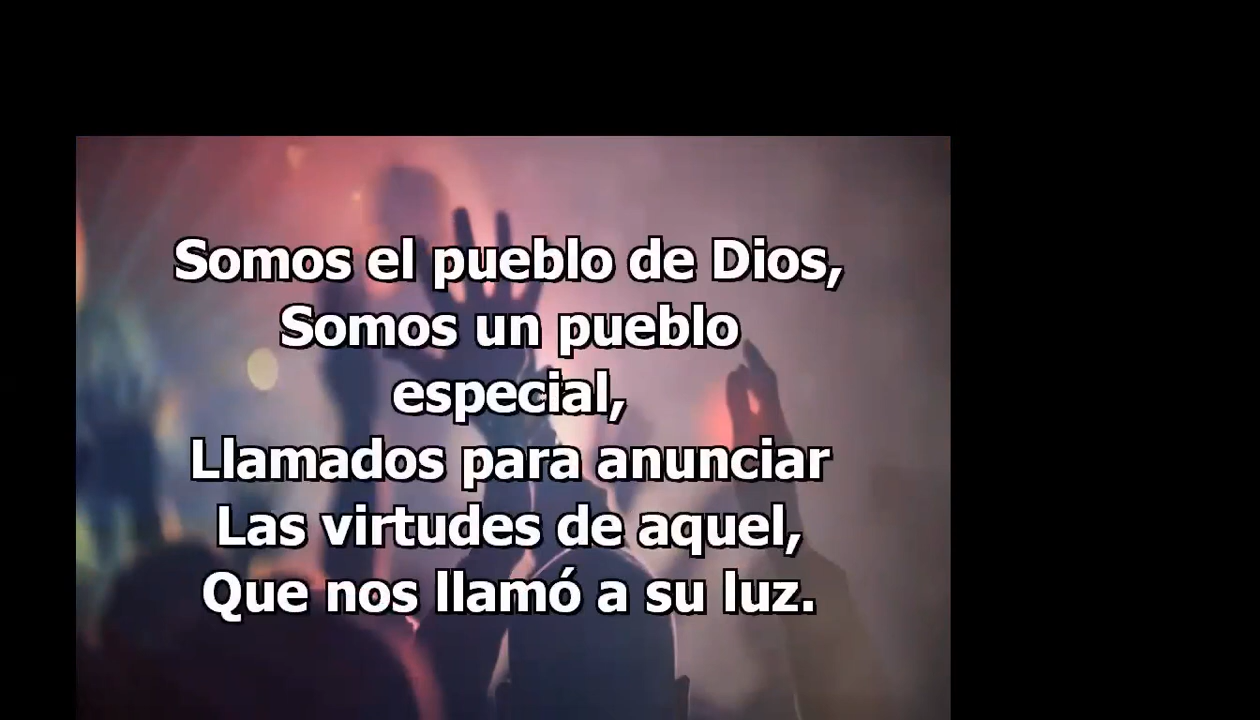 Somos el pueblo de Dios,
Somos un pueblo
especial,
Llamados para anunciar
Las virtudes de aquel,
Que nos llamó a su luz.